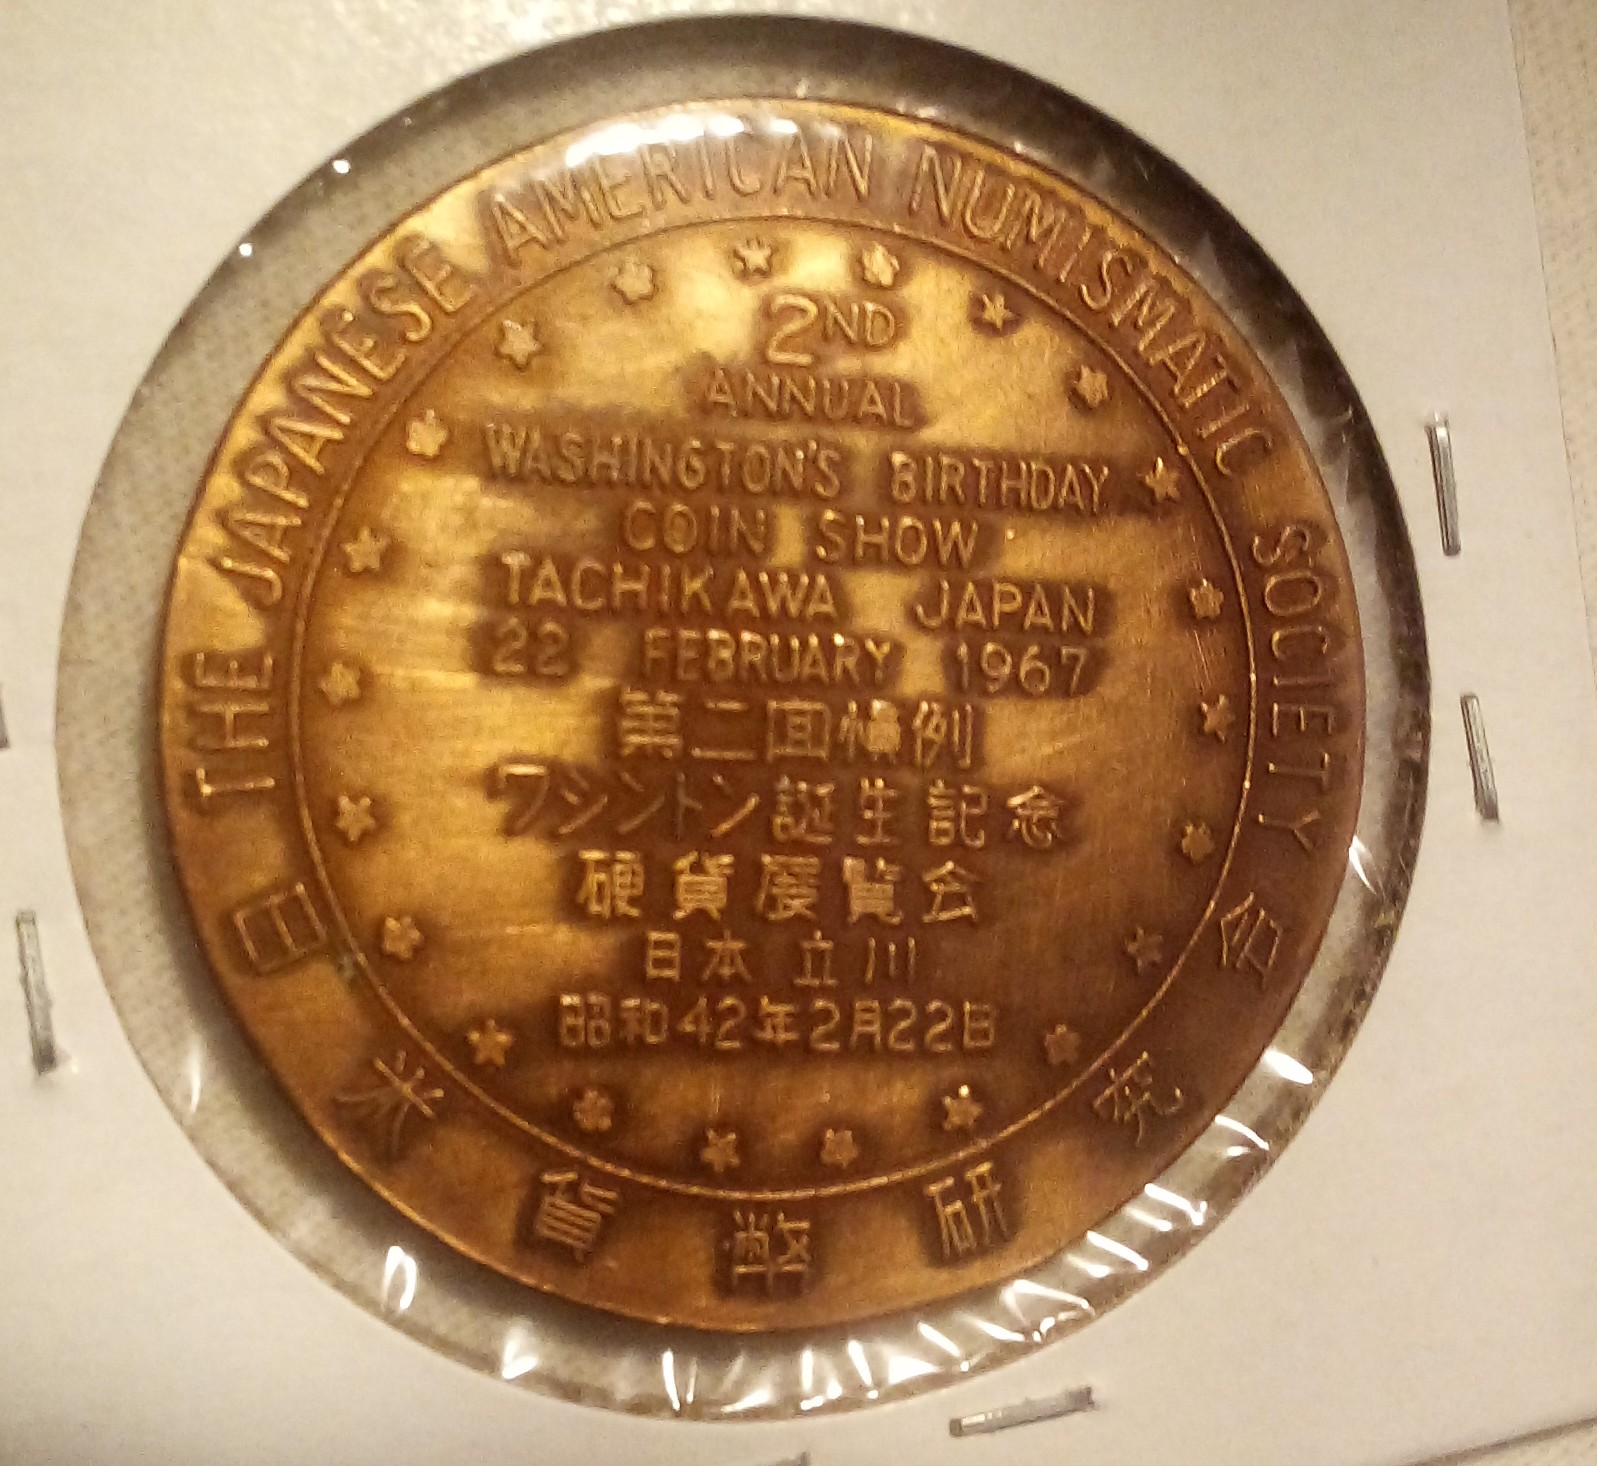 THE JAPANESE AMERICAN NUMISMATIC SOCIETY
2ND
ANNUAL
WASHINGTON'S BIRTHDAY
COIN SHOW
TACHIKAWA JAPAN
22 FEBRUARY 1967
第二回慣例
ワシントン誕生記念
硬貨展覧会
日本立川
昭和42年2月22日
日米貨幣研究会